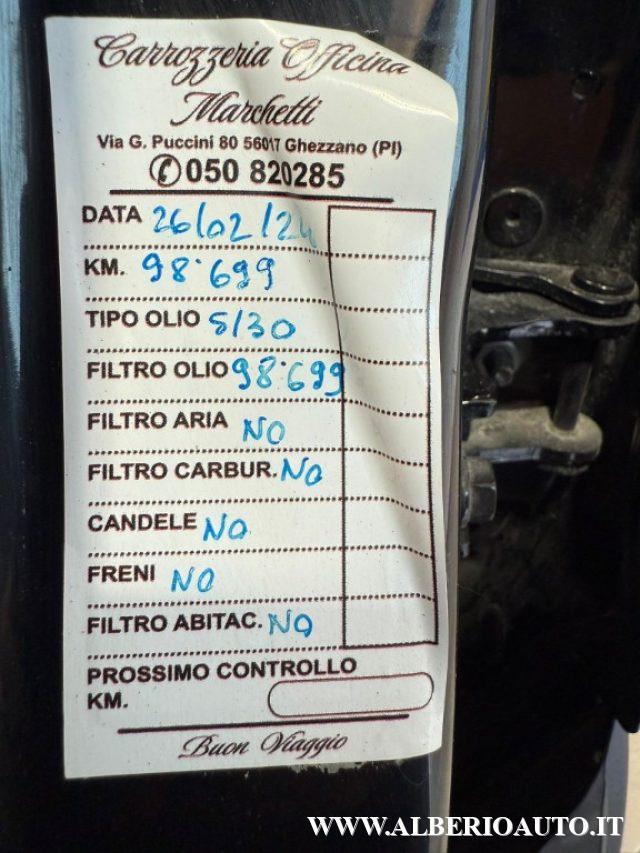 Carrozzeria Officina
Marchetti
Via G. Puccini 80 56017 Ghezzano (PI)
✆050 820285
DATA 26/02/24
KM. 98.699
TIPO OLIO 5/30
FILTRO OLIO 98.699
FILTRO ARIA NO
FILTRO CARBUR. NO
CANDELE NO
FRENI NO
FILTRO ABITAC. NO
PROSSIMO CONTROLLO
KM.
Buon Viaggio
WWW.ALBERIOAUTO.IT